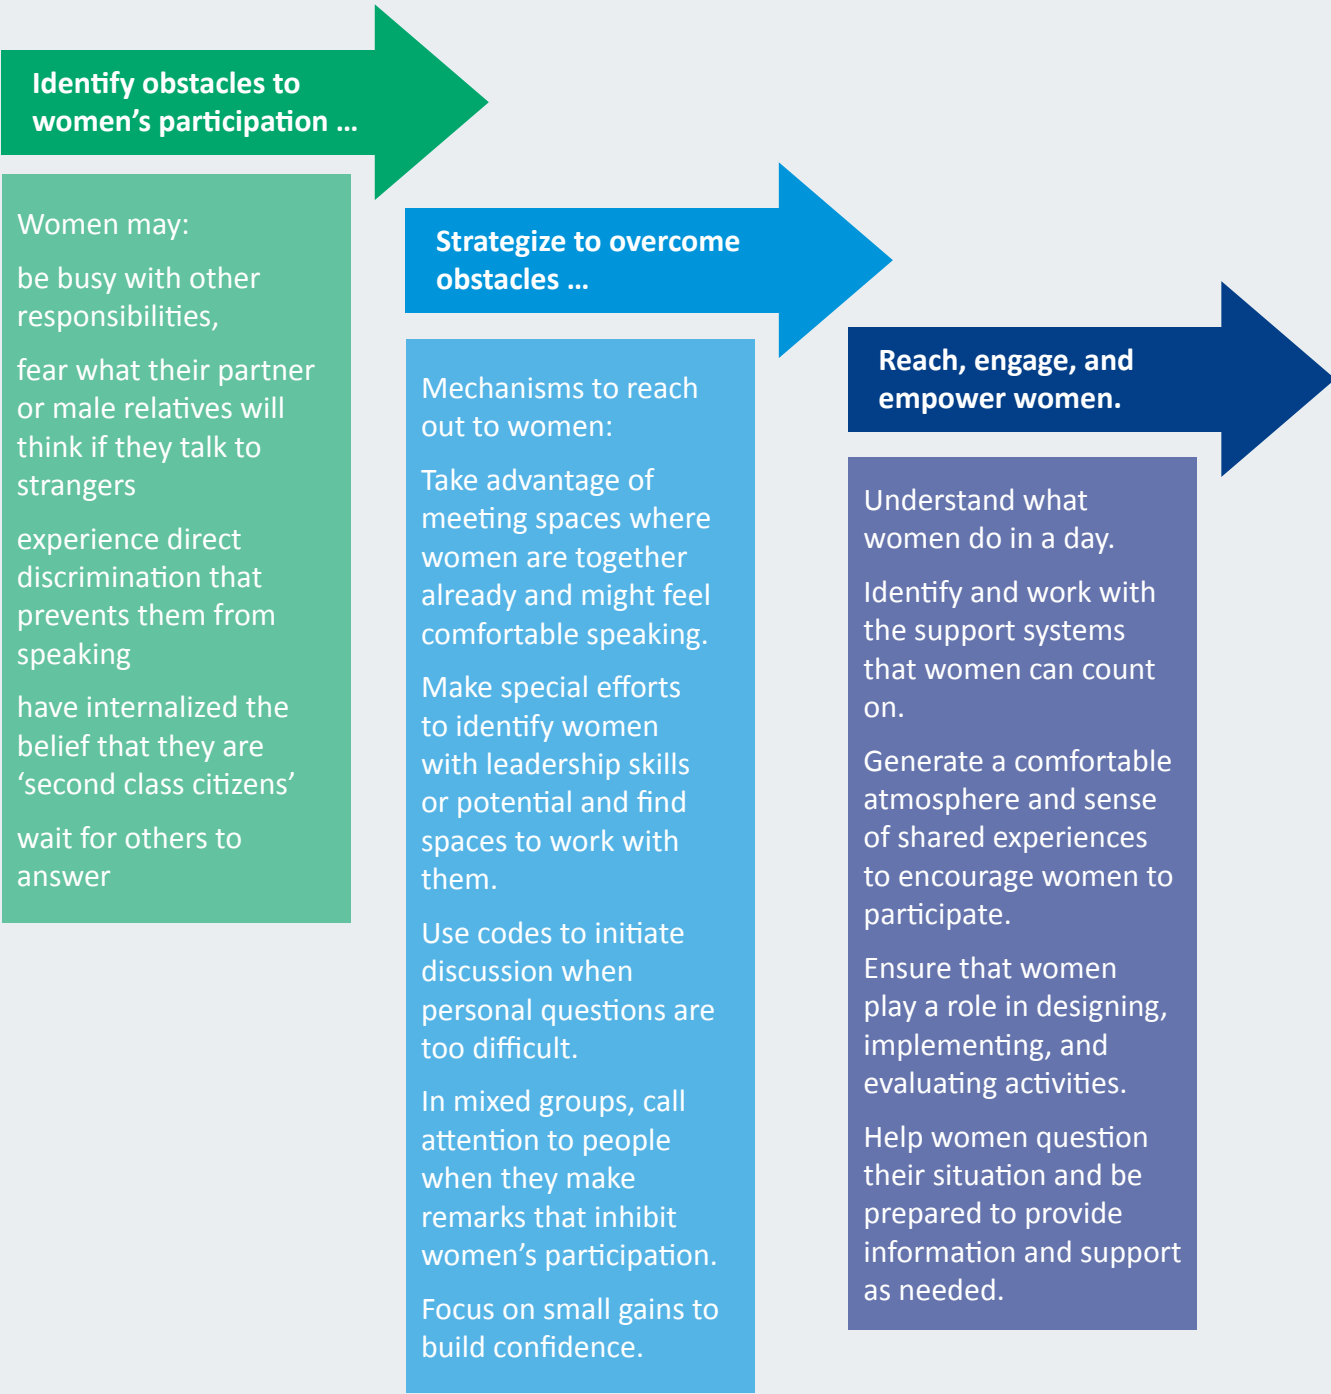 Identify obstacles to
women’s participation ...
Women may:
be busy with other
responsibilities,
fear what their partner
or male relatives will
think if they talk to
strangers
experience direct
discrimination that
prevents them from
speaking
have internalized the
belief that they are
‘second class citizens’
wait for others to
answer
Strategize to overcome
obstacles ...
Mechanisms to reach
out to women:
Take advantage of
meeting spaces where
women are together
already and might feel
comfortable speaking.
Make special efforts
to identify women
with leadership skills
or potential and find
spaces to work with
them.
Use codes to initiate
discussion when
personal questions are
too difficult.
In mixed groups, call
attention to people
when they make
remarks that inhibit
women’s participation.
Focus on small gains to
build confidence.
Reach, engage, and
empower women.
Understand what
women do in a day.
Identify and work with
the support systems
that women can count
on.
Generate a comfortable
atmosphere and sense
of shared experiences
to encourage women to
participate.
Ensure that women
play a role in designing,
implementing, and
evaluating activities.
Help women question
their situation and be
prepared to provide
information and support
as needed.